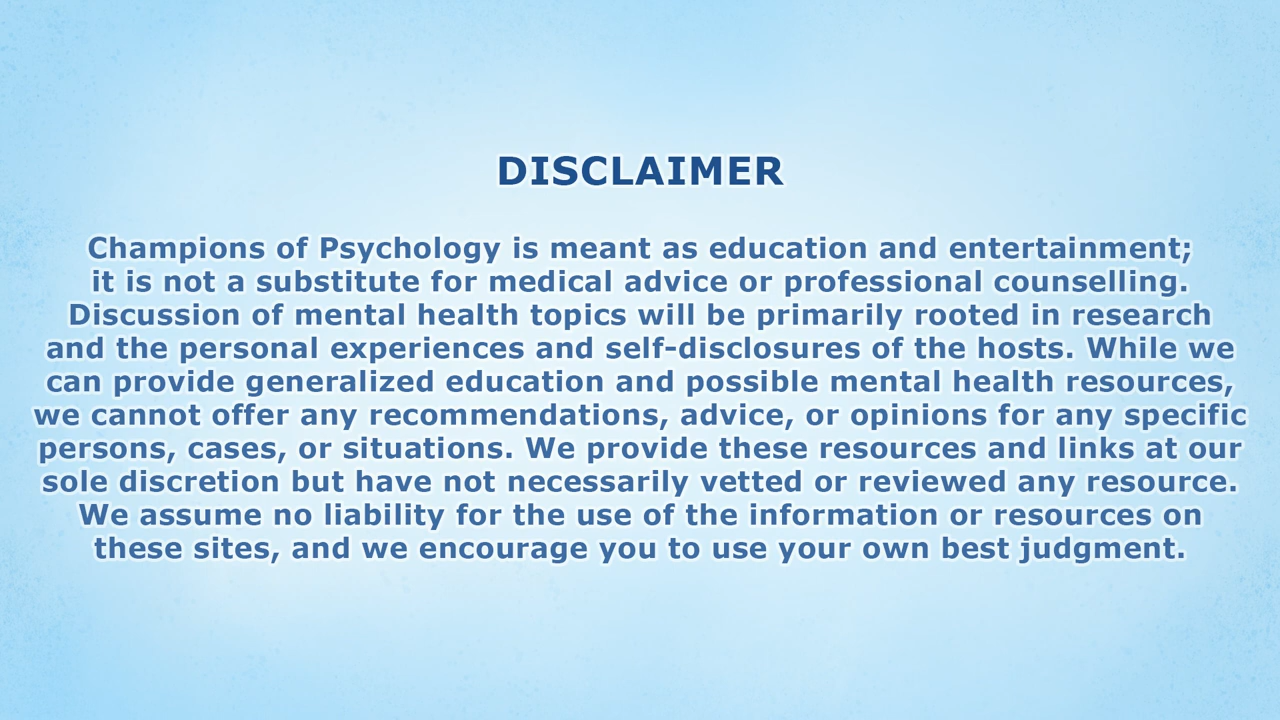 DISCLAIMER
Champions of Psychology is meant as education and entertainment;
it is not a substitute for medical advice or professional counselling.
Discussion of mental health topics will be primarily rooted in research
and the personal experiences and self-disclosures of the hosts. While we
can provide generalized education and possible mental health resources,
we cannot offer any recommendations, advice, or opinions for any specific
persons, cases, or situations. We provide these resources and links at our
sole discretion but have not necessarily vetted or reviewed any resource.
We assume no liability for the use of the information or resources on
these sites, and we encourage you to use your own best judgment.